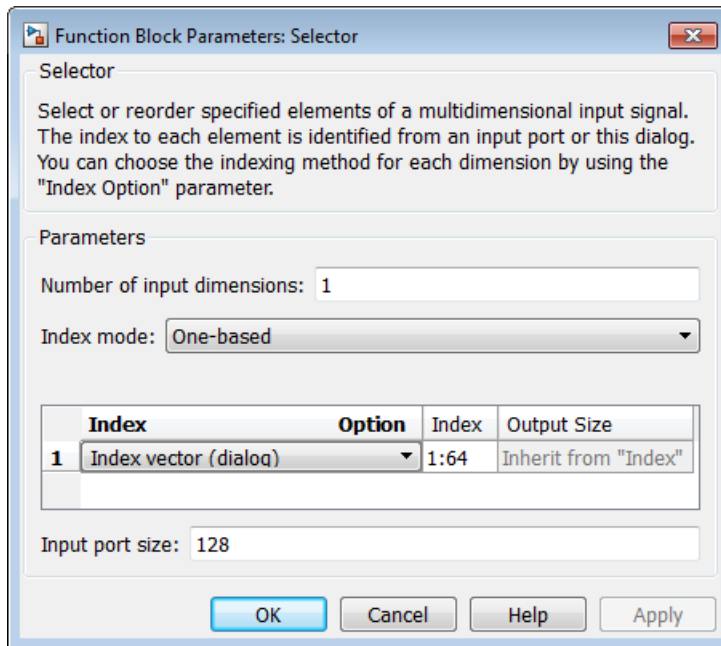 Function Block Parameters: Selector
Selector
Select or reorder specified elements of a multidimensional input signal.
The index to each element is identified from an input port or this dialog.
You can choose the indexing method for each dimension by using the
"Index Option" parameter.
Parameters
Number of input dimensions: 1
Index mode: One-based
Index Option Index Output Size
1 Index vector (dialog) 1:64 Inherit from "Index"
Input port size: 128
OK Cancel Help Apply